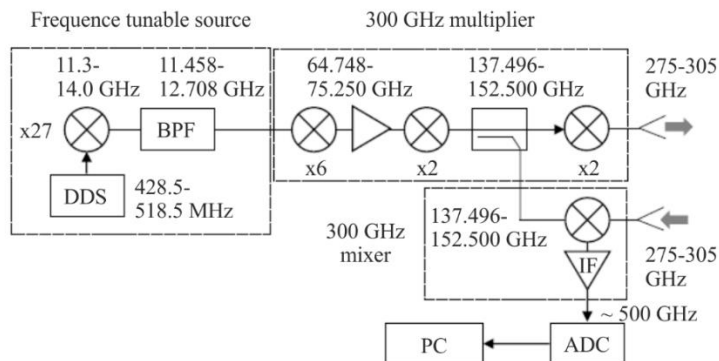 Frequence tunable source
300 GHz multiplier
11.3-
14.0 GHz
11.458-
12.708 GHz
64.748-
75.250 GHz
137.496-
152.500 GHz
275-305
GHz
x27
BPF
x6
x2
x2
DDS
428.5-
518.5 MHz
137.496-
152.500 GHz
300 GHz
mixer
IF
275-305
GHz
~ 500 GHz
PC
ADC